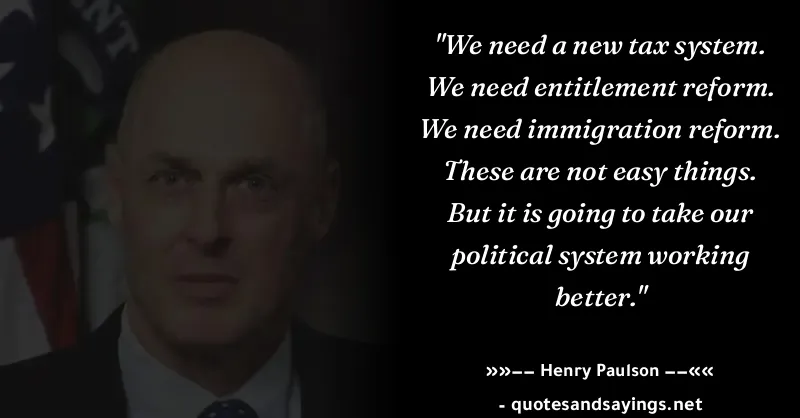 NT
"We need a new tax system.
We need entitlement reform.
We need immigration reform.
These are not easy things.
But it is going to take our
political system working
better."
»»–– Henry Paulson ––««
- quotesandsayings.net